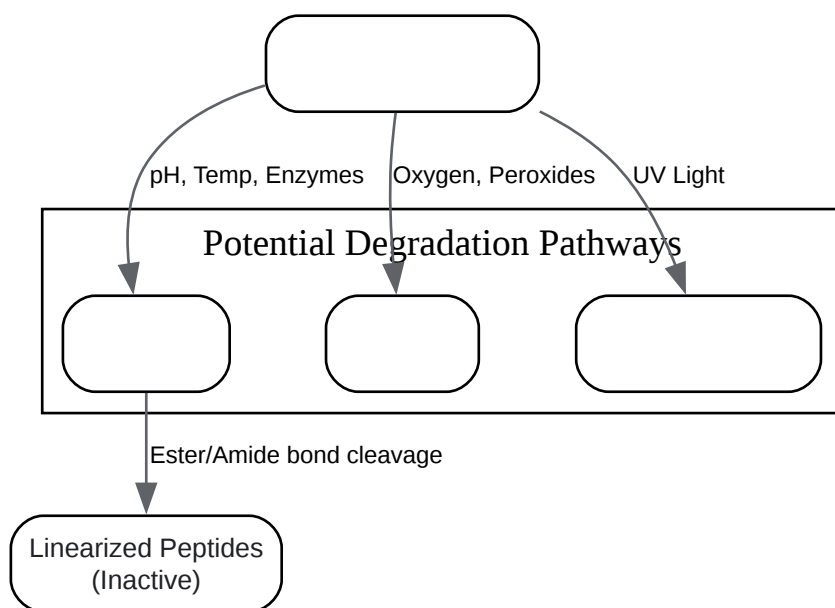 pH, Temp, Enzymes
Oxygen, Peroxides
UV Light
Potential Degradation Pathways
Ester/Amide bond cleavage
Linearized Peptides
(Inactive)